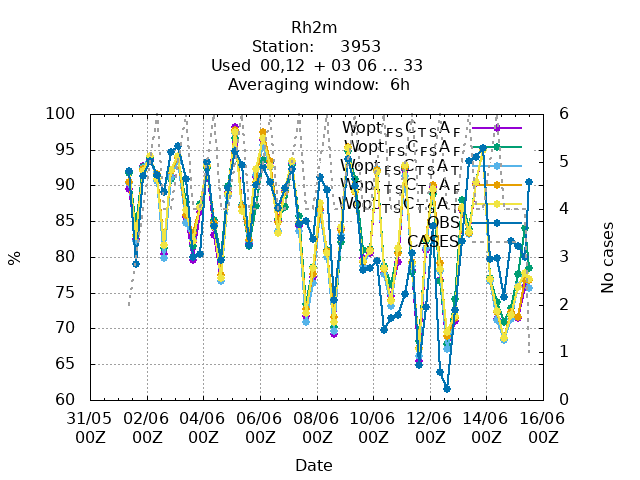 Rh2m
Station: 3953
Used 00,12 + 03 06 ... 33
Averaging window: 6h
100
95
90
85
80
75
70
65
60
%
6
5
4
3
2
1
0
No cases
Wopt FS C T S A F
OBS
CASES
31/05 02/06 04/06 06/06 08/06 10/06 12/06 14/06 16/06
00Z 00Z 00Z 00Z 00Z 00Z 00Z 00Z 00Z
Date